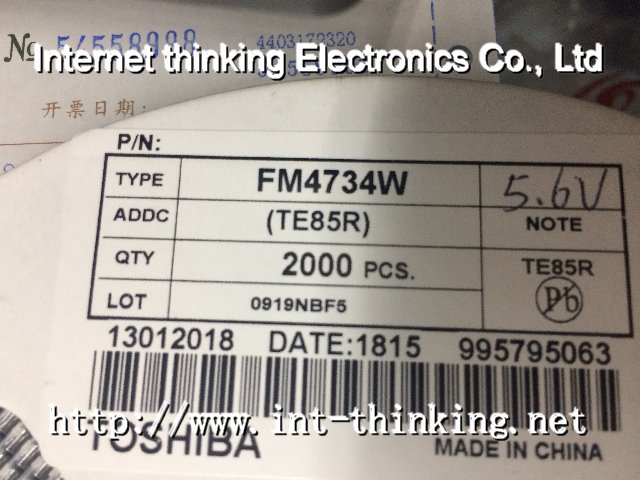 No 54558988
4403172320
Internet thinking Electronics Co., Ltd
开票日期:
P/N:
TYPE FM4734W 5.6V
ADDC (TE85R) NOTE
QTY 2000 PCS. TE85R
LOT 0919NBF5 Pb
13012018 DATE:1815 995795063
http://www.int-thinking.net
TOSHIBA MADE IN CHINA